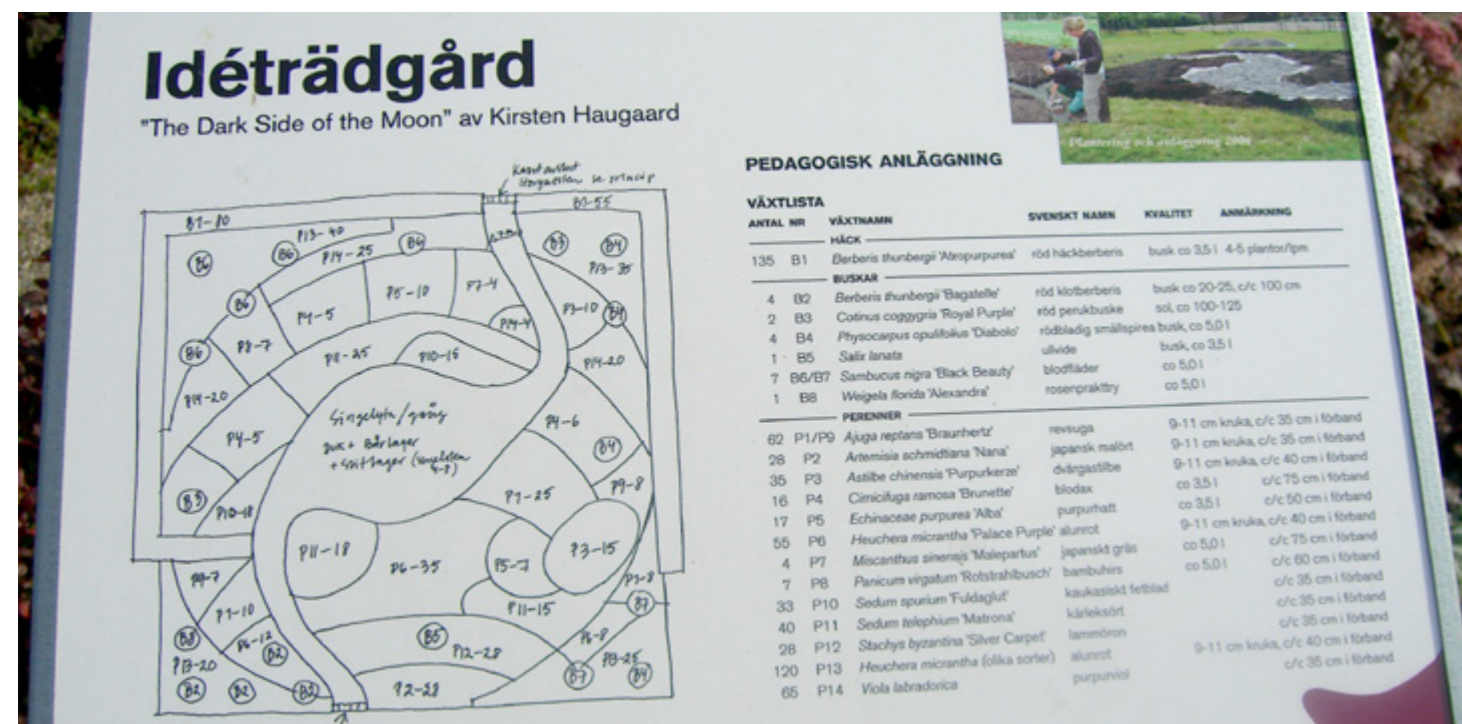 Idéträdgård
"The Dark Side of the Moon" av Kirsten Haugaard
Plantering och anläggning
se princip
B1-80
B1-55
P13-40
P14-25
B6
B6
B6
B3
B4
P13-35
B6
P4-5
P5-10
P7-4
P14-4
P3-10
B4
B6
P8-7
P11-25
P10-15
P14-20
P14-20
P4-5
Singelyta/gång
Duk + Bärlager
4-8)
P4-6
B4
B3
P10-18
P1-25
P9-8
P11-18
P6-35
P5-7
P3-15
P9-7
P1-10
P11-15
P3-8
B7
B8
P6-12
B2
B5
P12-28
P6-8
P13-20
P13-25
B2
B2
B2
P2-28
B7
B4
PEDAGOGISK ANLÄGGNING
VÄXTLISTA
ANTAL NR VÄXTNAMN SVENSKT NAMN KVALITET ANMÄRKNING
HÄCK
135 B1 Berberis thunbergii 'Atropurpurea' röd häckberberis busk co 3,5 l 4-5 plantor/lpm
BUSKAR
4 B2 Berberis thunbergii 'Bagatelle' röd klotberberis busk co 20-25, c/c 100 cm
2 B3 Cotinus coggygria 'Royal Purple' röd perukbuske sol, co 100-125
4 B4 Physocarpus opulifolius 'Diabolo' rödbladig smällspirea busk, co 5,0 l
1 B5 Salix lanata ullvide busk, co 3,5 l
7 B6/B7 Sambucus nigra 'Black Beauty' blodfläder co 5,0 l
1 B8 Weigela florida 'Alexandra' rosenprakttry co 5,0 l
PERENNER
62 P1/P9 Ajuga reptans 'Braunhertz' revsuga 9-11 cm kruka, c/c 35 cm i förband
28 P2 Artemisia schmidtiana 'Nana' japansk malört 9-11 cm kruka, c/c 35 cm i förband
35 P3 Astilbe chinensis 'Purpurkerze' dvärgastilbe 9-11 cm kruka, c/c 40 cm i förband
16 P4 Cimicifuga ramosa 'Brunette' blodax co 3,5 l c/c 75 cm i förband
17 P5 Echinaceae purpurea 'Alba' purpurhatt co 3,5 l c/c 50 cm i förband
55 P6 Heuchera micrantha 'Palace Purple' alunrot 9-11 cm kruka, c/c 40 cm i förband
4 P7 Miscanthus sinensis 'Malepartus' japanskt gräs co 5,0 l c/c 75 cm i förband
7 P8 Panicum virgatum 'Rotstrahlbusch' bambuhirs co 5,0 l c/c 60 cm i förband
33 P10 Sedum spurium 'Fuldaglut' kaukasiskt fetblad c/c 35 cm i förband
40 P11 Sedum telephium 'Matrona' kärleksört c/c 35 cm i förband
28 P12 Stachys byzantina 'Silver Carpet' lammöron c/c 35 cm i förband
120 P13 Heuchera micrantha (olika sorter) alunrot 9-11 cm kruka, c/c 40 cm i förband
65 P14 Viola labradorica purpurviol c/c 35 cm i förband